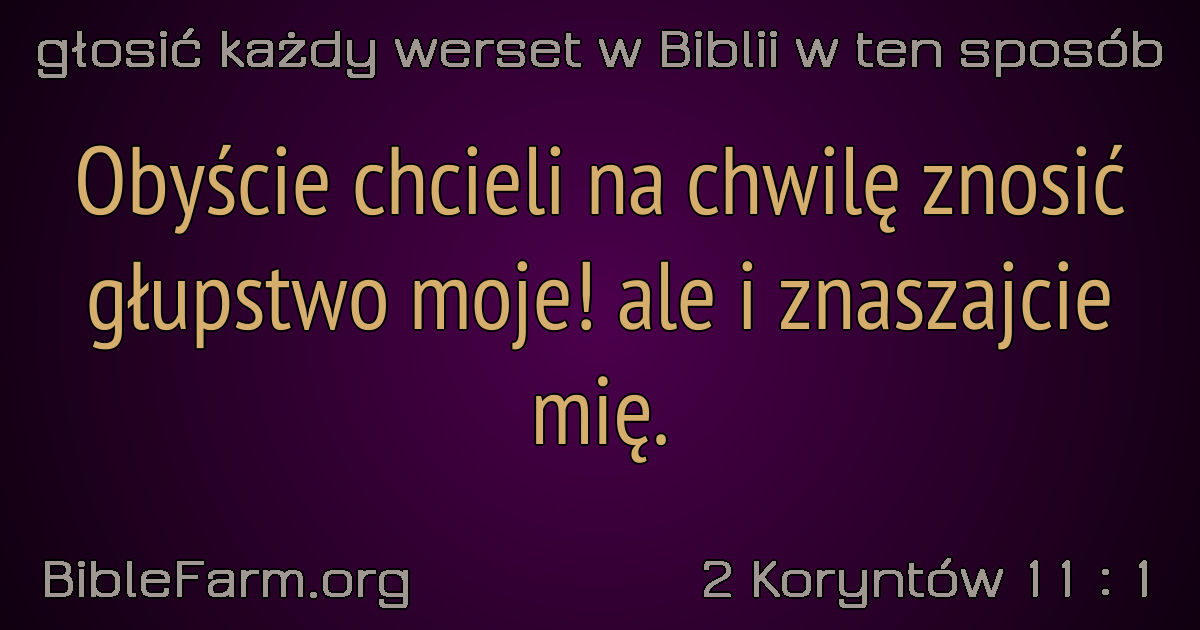 głosić każdy werset w Biblii w ten sposób
Obyście chcieli na chwilę znosić
głupstwo moje! ale i znaszajcie
mię.
BibleFarm.org
2 Koryntów 11 : 1